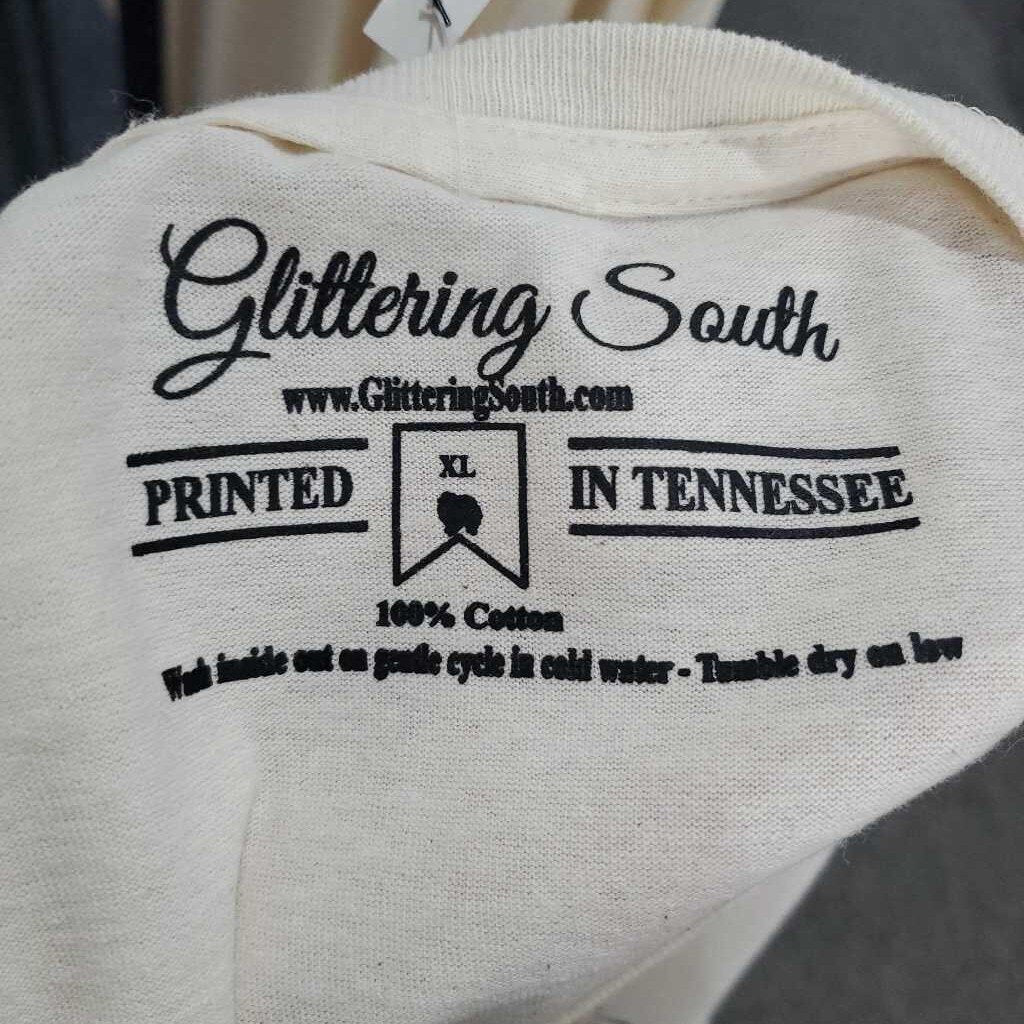 Glittering South
www.GlitteringSouth.com
PRINTED XL IN TENNESSEE
100% Cotton
Wash inside out on gentle cycle in cold water - Tumble dry on low